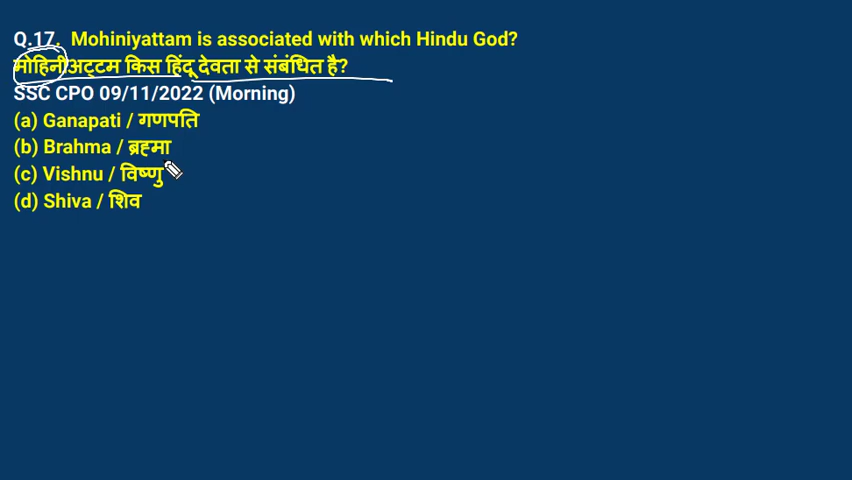 Q.17. Mohiniyattam is associated with which Hindu God?
मोहिनीअट्टम किस हिंदू देवता से संबंधित है?
SSC CPO 09/11/2022 (Morning)
(a) Ganapati / गणपति
(b) Brahma / ब्रह्मा
(c) Vishnu / विष्णु
(d) Shiva / शिव